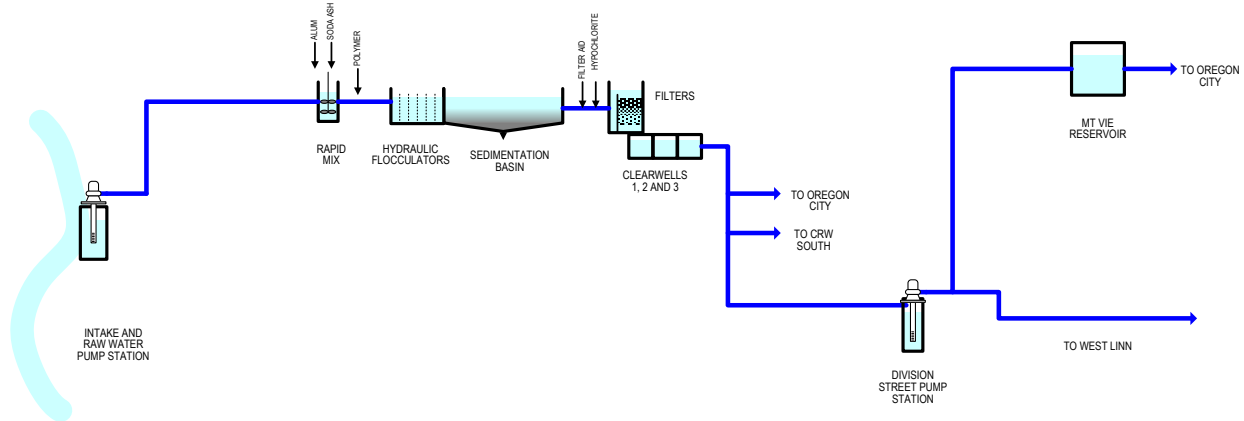 ALUM
SODA ASH
POLYMER
FILTER AID
HYPOCHLORITE
FILTERS
TO OREGON
CITY
MT VIE
RESERVOIR
RAPID
MIX
HYDRAULIC
FLOCCULATORS
SEDIMENTATION
BASIN
CLEARWELLS
1, 2 AND 3
TO OREGON
CITY
TO CRW
SOUTH
INTAKE AND
RAW WATER
PUMP STATION
TO WEST LINN
DIVISION
STREET PUMP
STATION